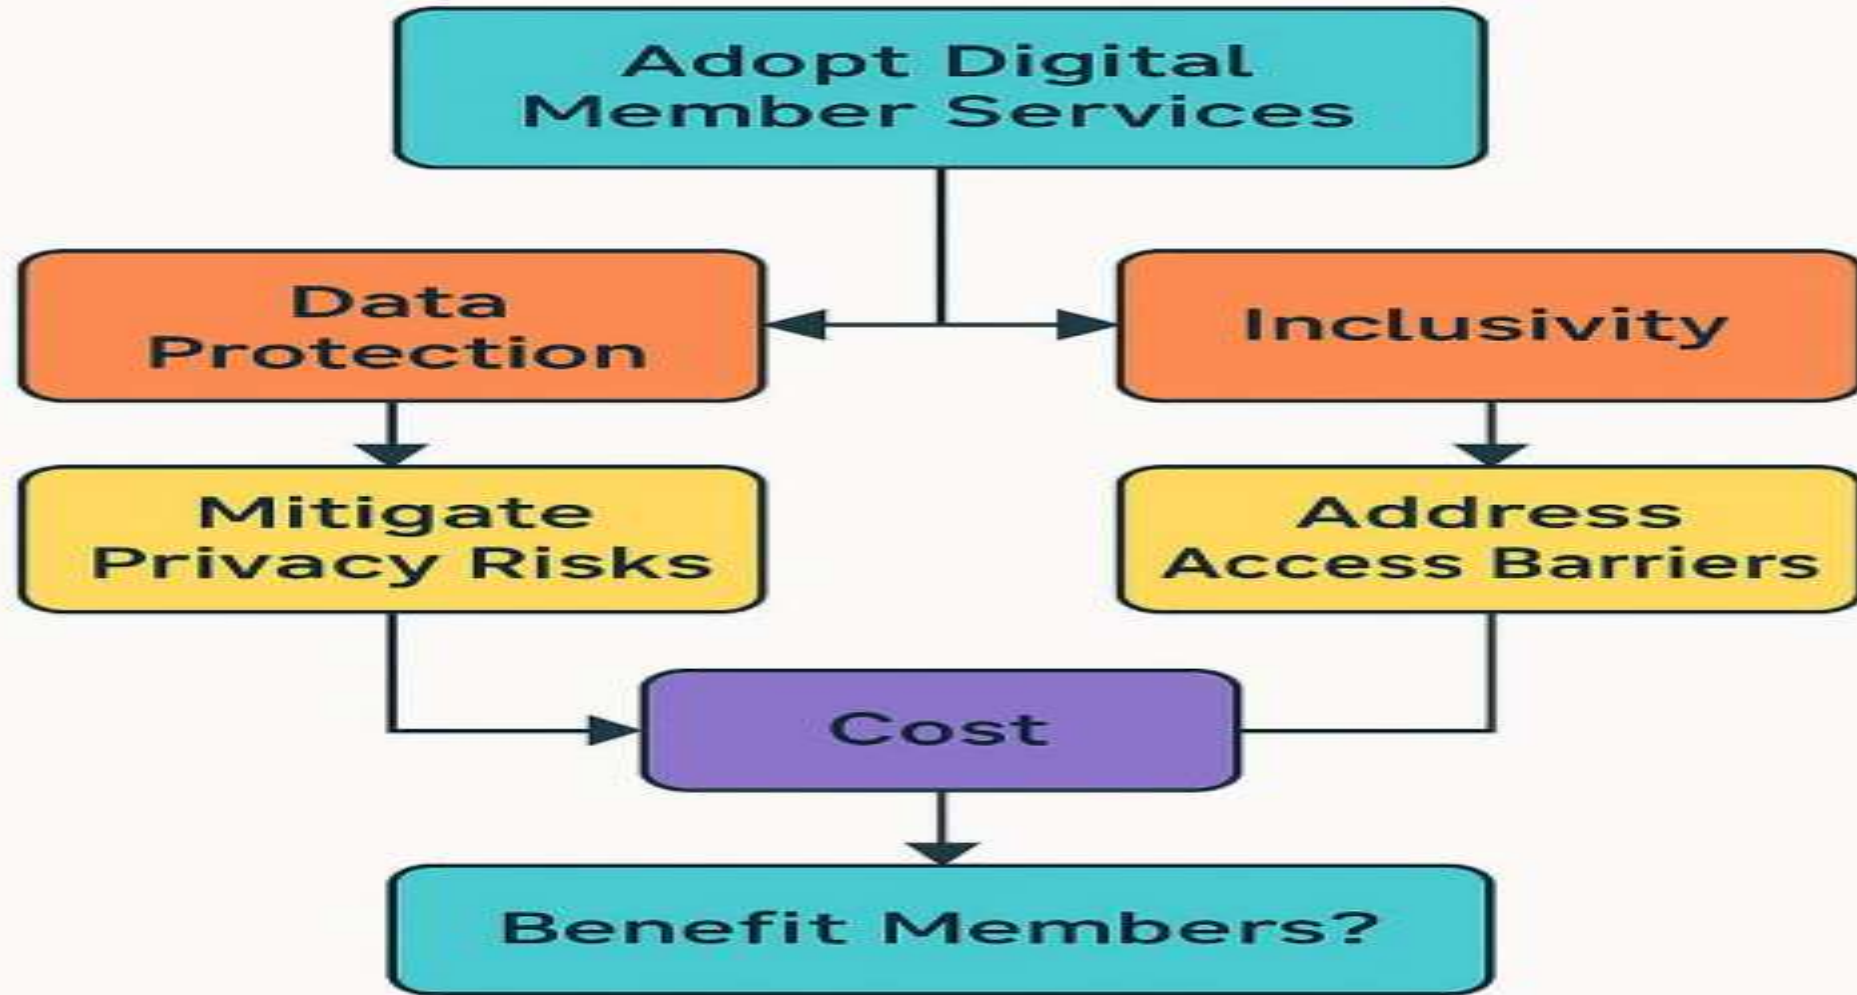 Adopt Digital
Member Services
Data
Protection
Inclusivity
Mitigate
Privacy Risks
Address
Access Barriers
Cost
Benefit Members?